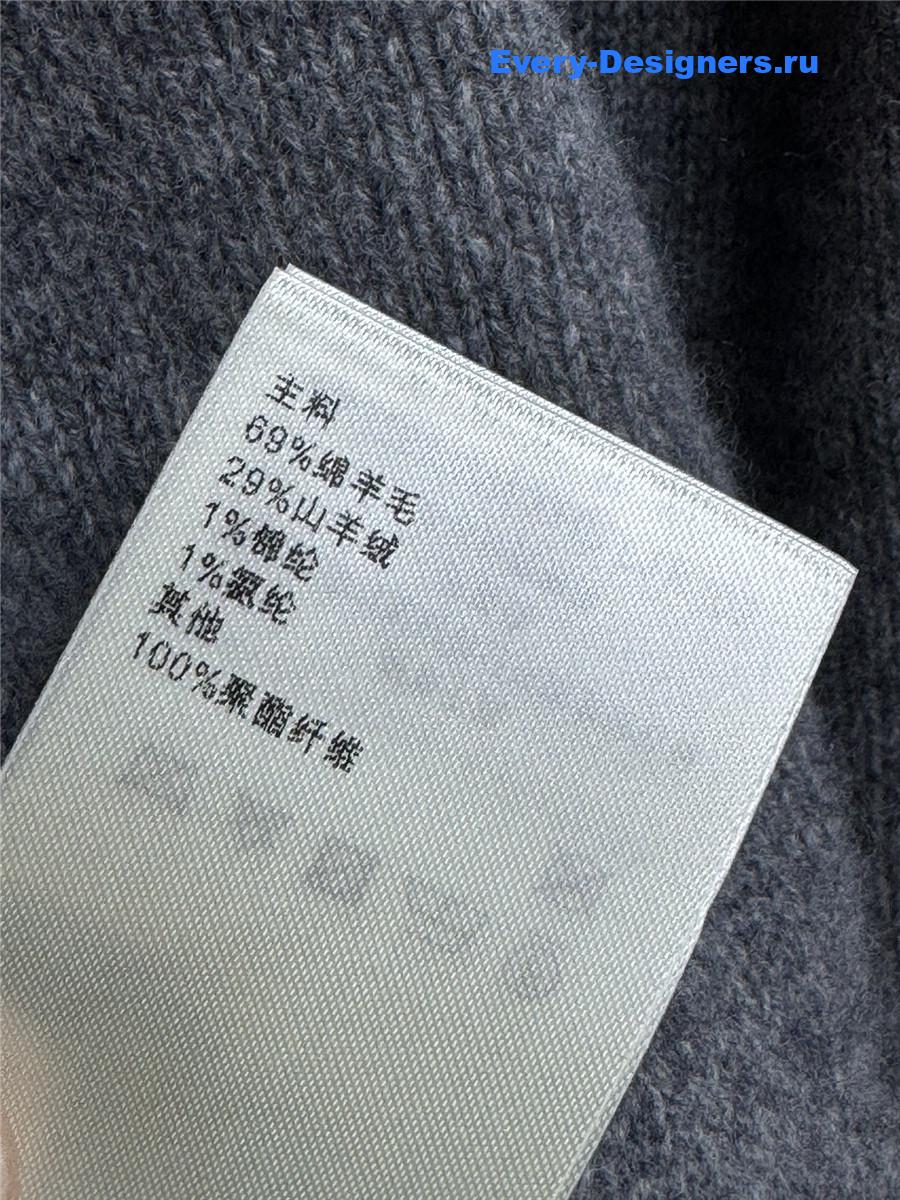 Every-Designers.ru
主料
69%绵羊毛
29%山羊绒
1%锦纶
1%氨纶
其他
100%聚酯纤维